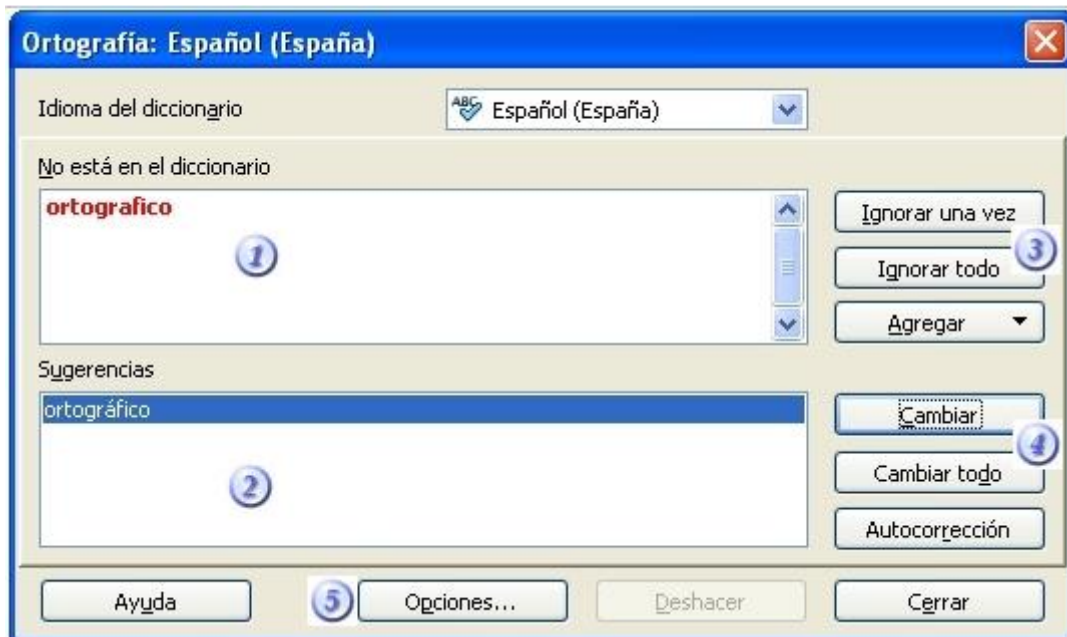 Ortografía: Español (España)
Idioma del diccionario
ABC
Español (España)
No está en el diccionario
ortografico
1
Ignorar una vez
3
Ignorar todo
Agregar
Sugerencias
ortográfico
2
Cambiar
4
Cambiar todo
Autocorrección
Ayuda
5
Opciones...
Deshacer
Cerrar